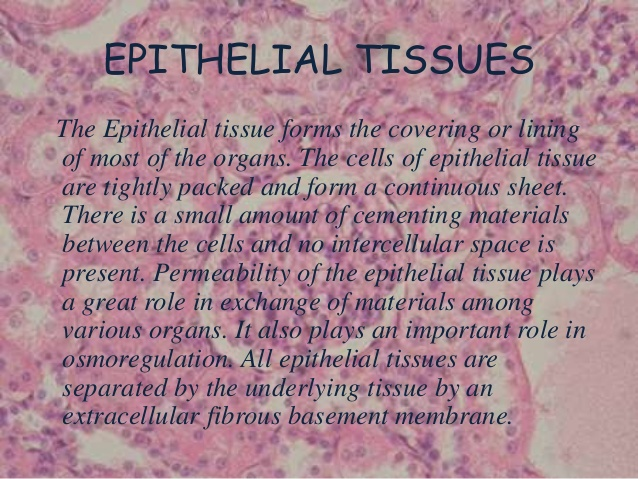 EPITHELIAL TISSUES
The Epithelial tissue forms the covering or lining
of most of the organs. The cells of epithelial tissue
are tightly packed and form a continuous sheet.
There is a small amount of cementing materials
between the cells and no intercellular space is
present. Permeability of the epithelial tissue plays
a great role in exchange of materials among
various organs. It also plays an important role in
osmoregulation. All epithelial tissues are
separated by the underlying tissue by an
extracellular fibrous basement membrane.